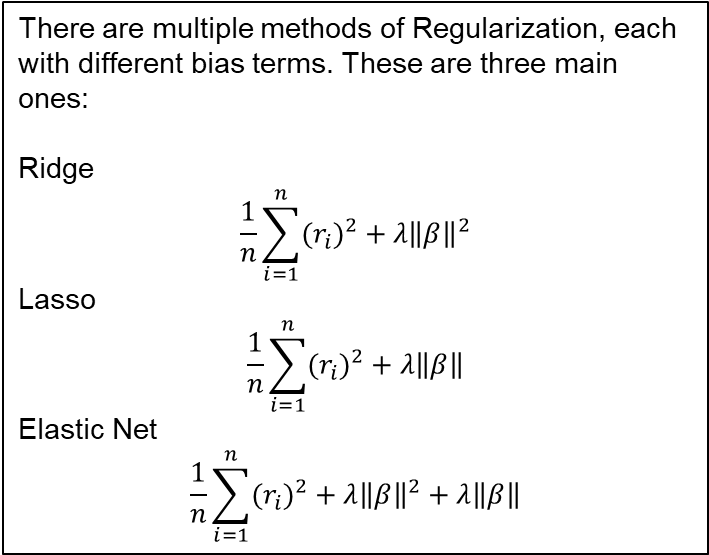 There are multiple methods of Regularization, each
with different bias terms. These are three main
ones:
Ridge
$\frac{1}{n}\sum_{i=1}^{n}(r_i)^2 + \lambda\|\beta\|^2$
Lasso
$\frac{1}{n}\sum_{i=1}^{n}(r_i)^2 + \lambda\|\beta\|$
Elastic Net
$\frac{1}{n}\sum_{i=1}^{n}(r_i)^2 + \lambda\|\beta\|^2 + \lambda\|\beta\|$